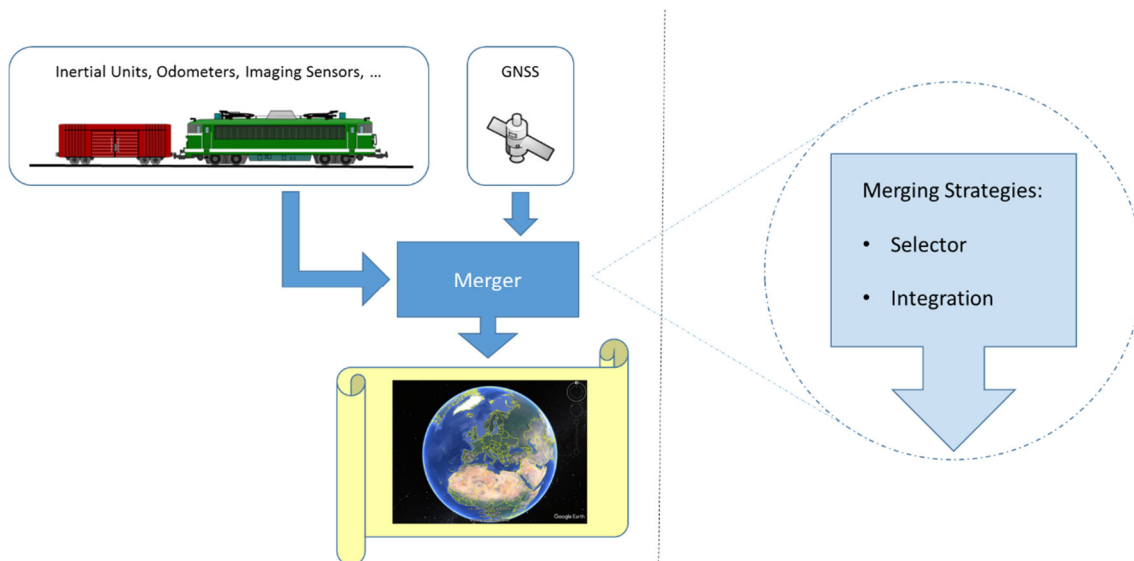 Inertial Units, Odometers, Imaging Sensors, ...
GNSS
Merger
Google Earth
Merging Strategies:
• Selector
• Integration